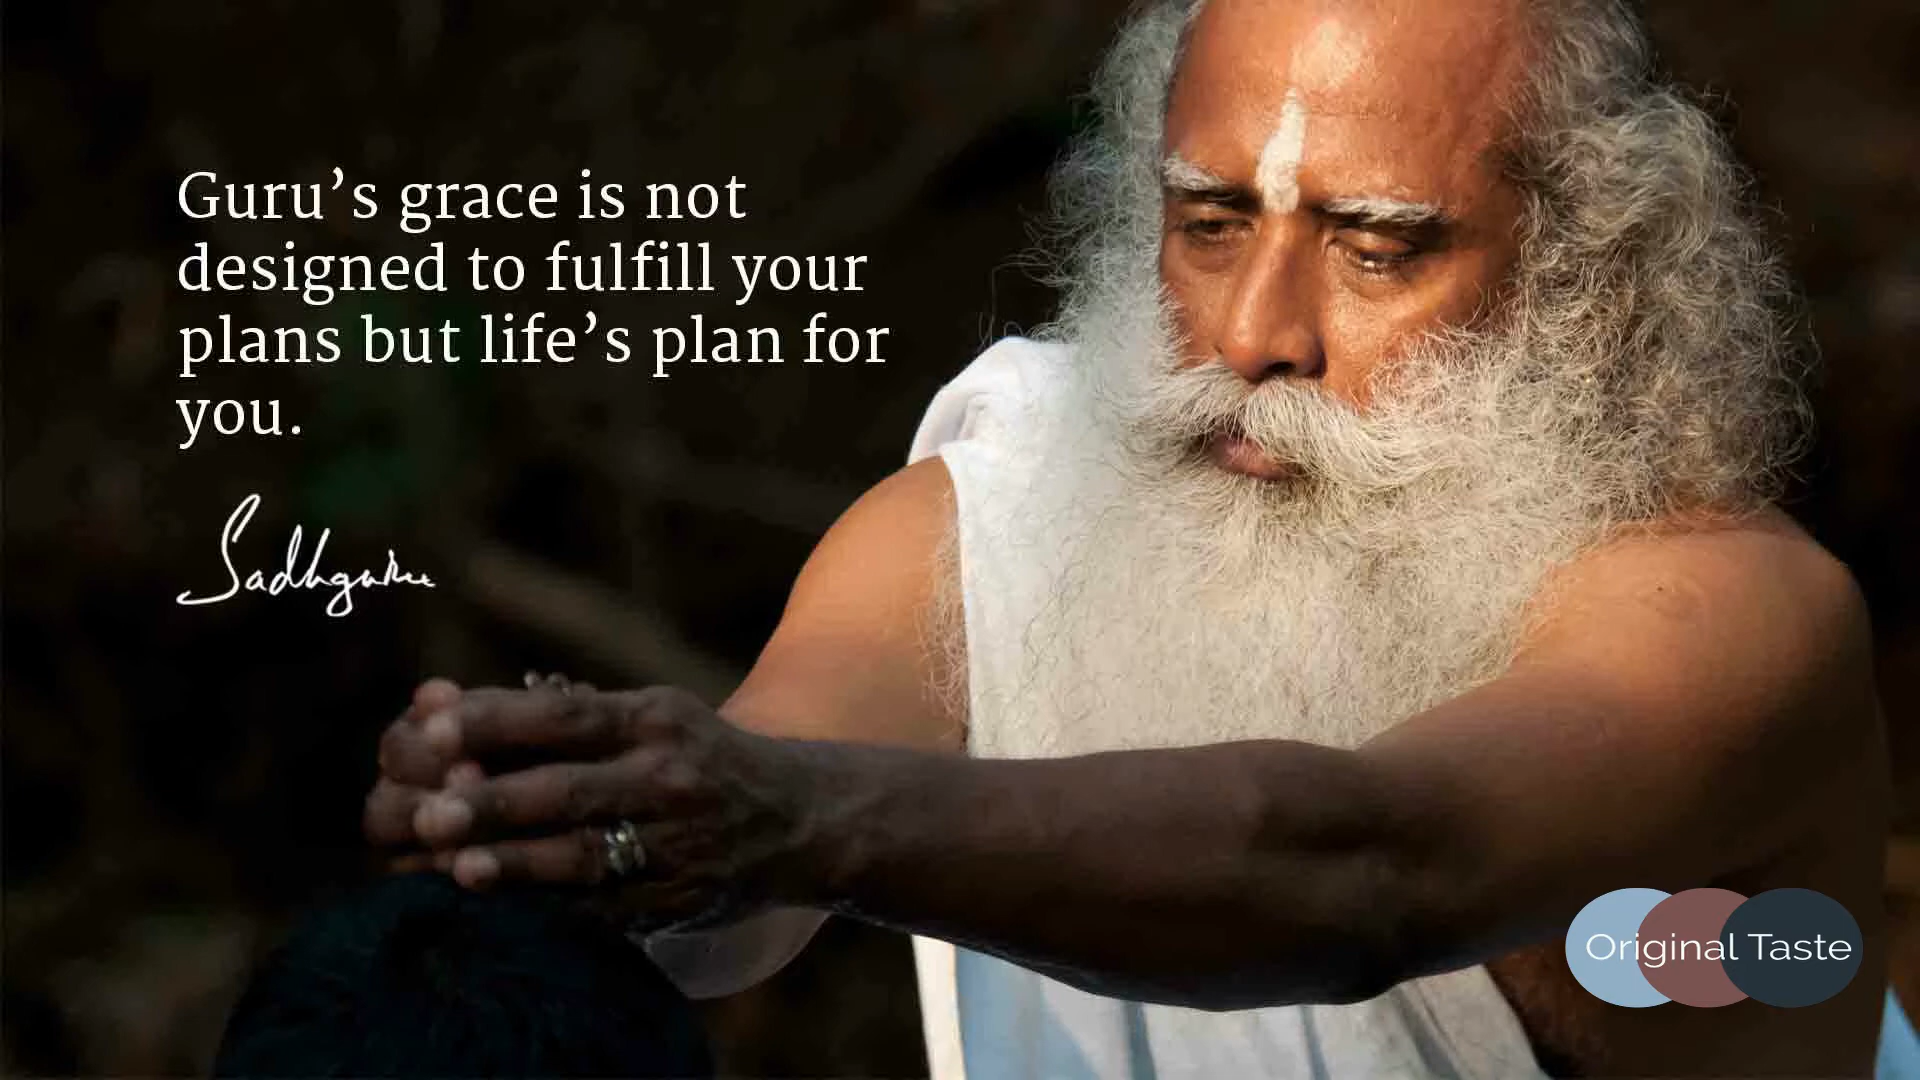 Guru’s grace is not
designed to fulfill your
plans but life’s plan for
you.
Sadhguru
Original Taste